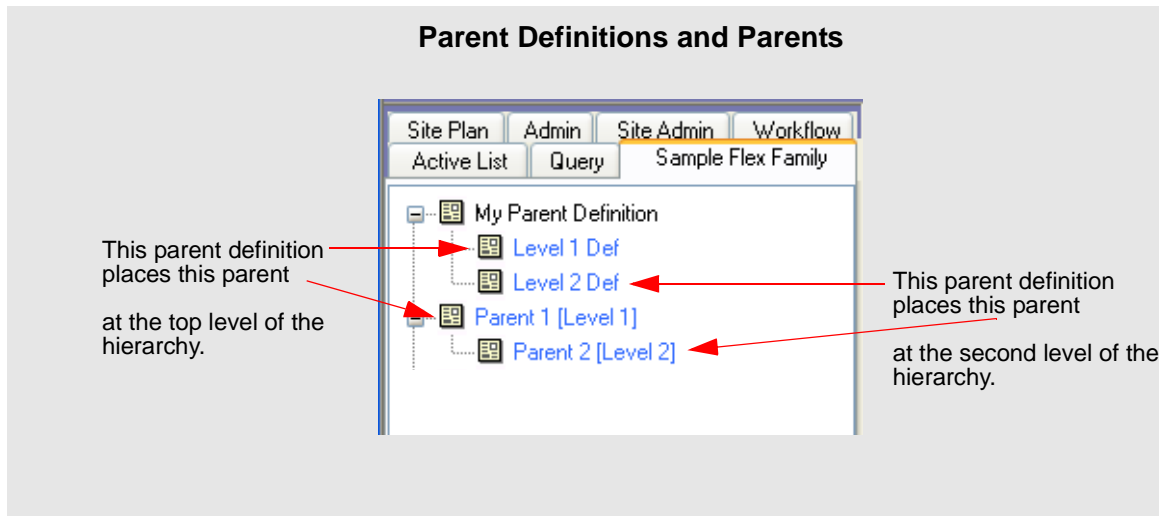 Parent Definitions and Parents
Site Plan Admin Site Admin Workflow
Active List Query Sample Flex Family
My Parent Definition
Level 1 Def
Level 2 Def
Parent 1 [Level 1]
Parent 2 [Level 2]
This parent definition
places this parent
at the top level of the
hierarchy.
This parent definition
places this parent
at the second level of the
hierarchy.